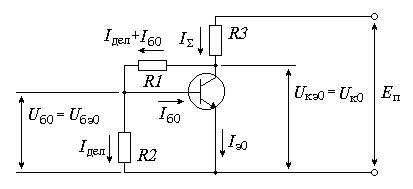 Iдел+Iб0
IΣ
R3
R1
Uб0 = Uбэ0
Iб0
Uкэ0 = Uк0
Eп
Iдел
R2
Iэ0